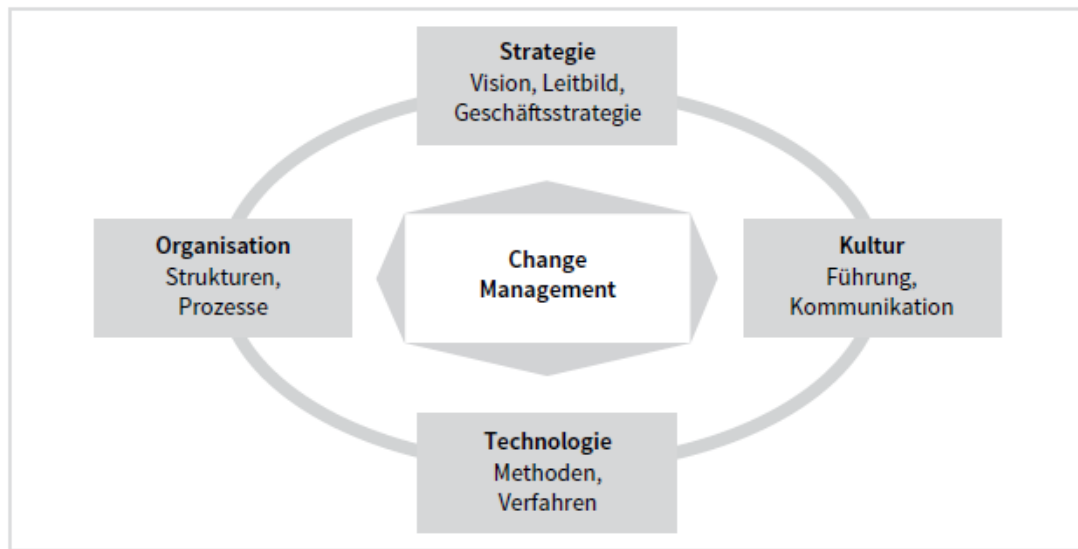 Strategie
Vision, Leitbild,
Geschäftsstrategie
Organisation
Strukturen,
Prozesse
Change
Management
Kultur
Führung,
Kommunikation
Technologie
Methoden,
Verfahren